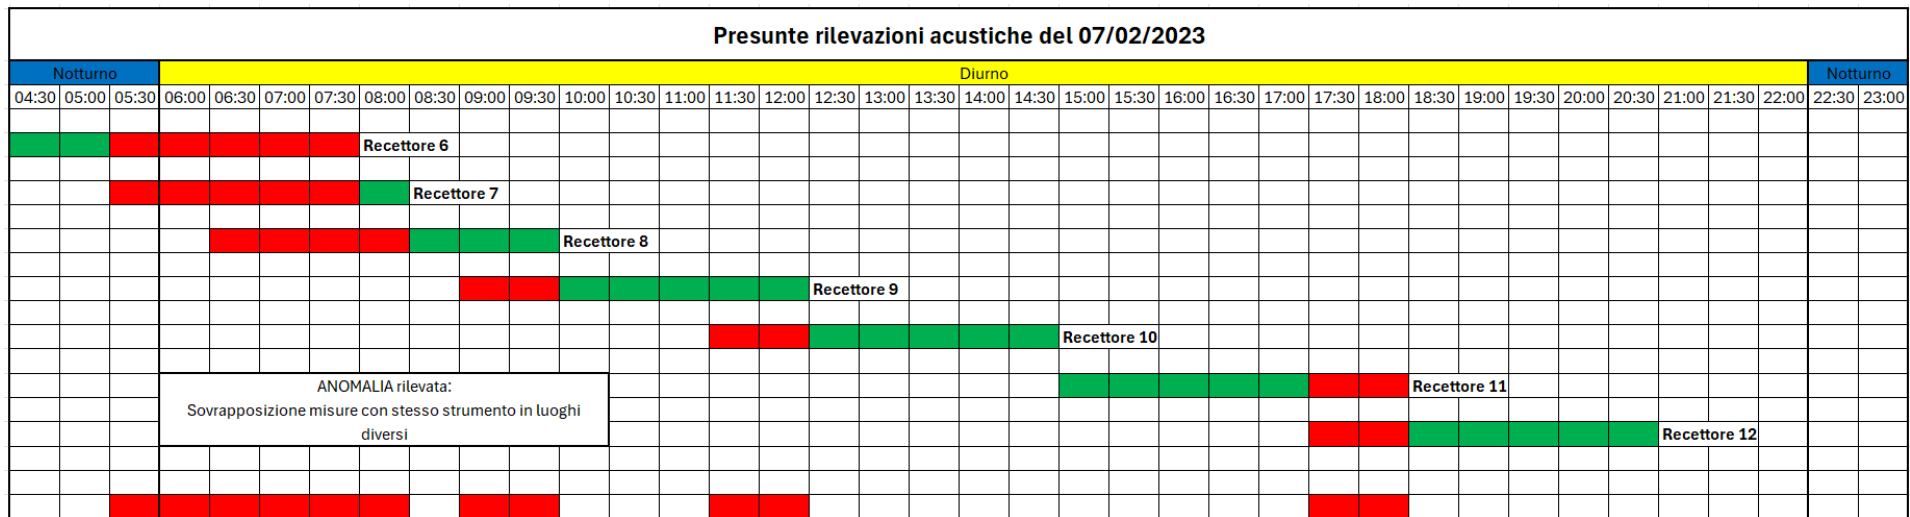 Presunte rilevazioni acustiche del 07/02/2023
Notturno Diurno Notturno
04:30 05:00 05:30 06:00 06:30 07:00 07:30 08:00 08:30 09:00 09:30 10:00 10:30 11:00 11:30 12:00 12:30 13:00 13:30 14:00 14:30 15:00 15:30 16:00 16:30 17:00 17:30 18:00 18:30 19:00 19:30 20:00 20:30 21:00 21:30 22:00 22:30 23:00
Recettore 6
Recettore 7
Recettore 8
Recettore 9
Recettore 10
ANOMALIA rilevata:
Recettore 11
Sovrapposizione misure con stesso strumento in luoghi
diversi
Recettore 12